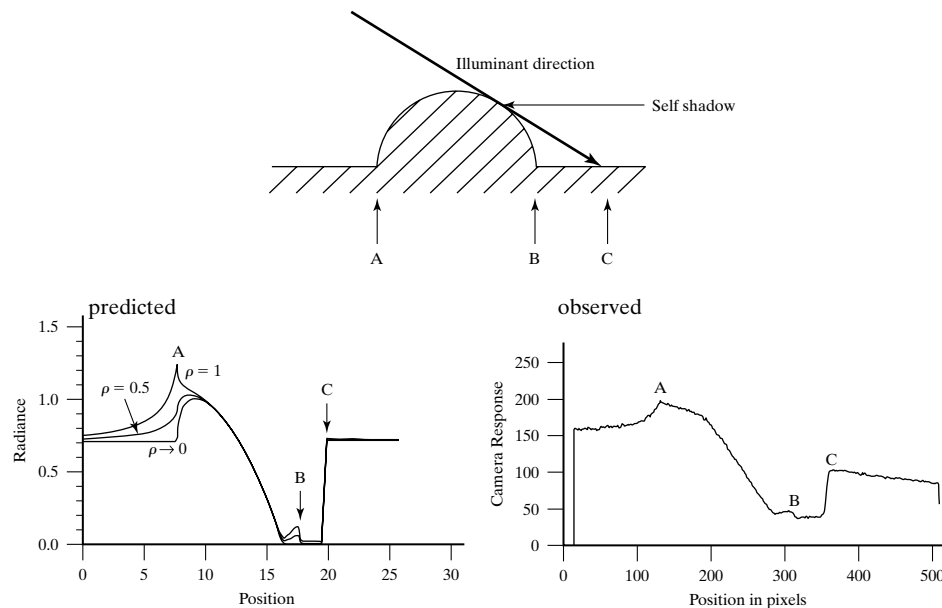 Illuminant direction
Self shadow
A
B
C
predicted
1.5
1.0
0.5
0.0
Radiance
A
ρ = 1
ρ = 0.5
ρ→0
B
C
0
5
10
15
20
25
30
Position
observed
250
200
150
100
50
0
Camera Response
A
B
C
0
100
200
300
400
500
Position in pixels